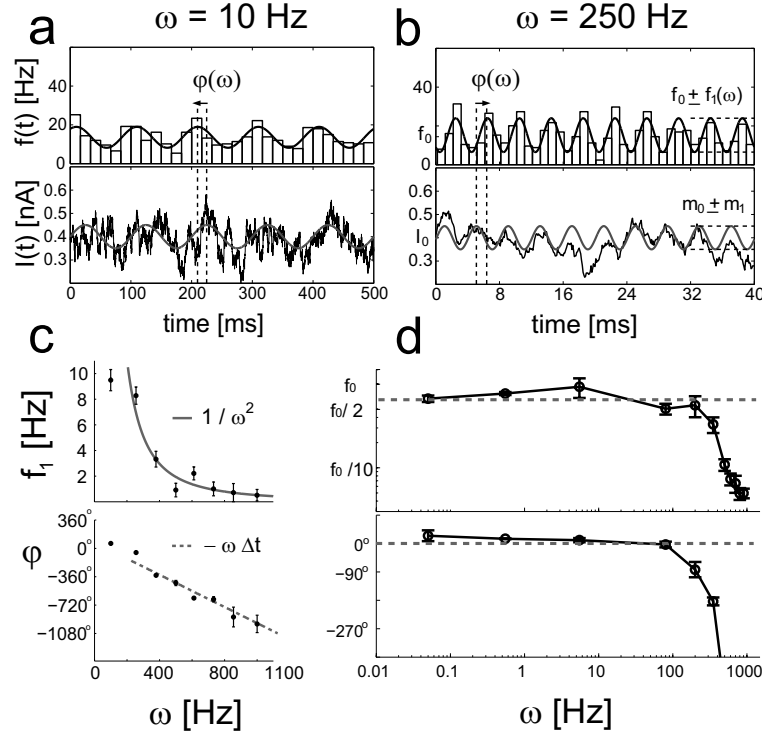 a
ω = 10 Hz
b
ω = 250 Hz
f(t) [Hz]
40
20
0
φ(ω)
40
f₀
0
φ(ω)
f₀ ± f₁(ω)
I(t) [nA]
0.6
0.5
0.4
0.3
0.6
0.5
I₀
0.3
m₀ ± m₁
0 100 200 300 400 500
time [ms]
0 8 16 24 32 40
time [ms]
c
d
f₁ [Hz]
10
8
6
4
2
1 / ω²
f₀
f₀/ 2
f₀/10
φ
360°
0°
−360°
−720°
−1080°
− ω Δt
0°
−90°
−270°
0 400 800 1100
ω [Hz]
0.01 0.1 1 10 100 1000
ω [Hz]